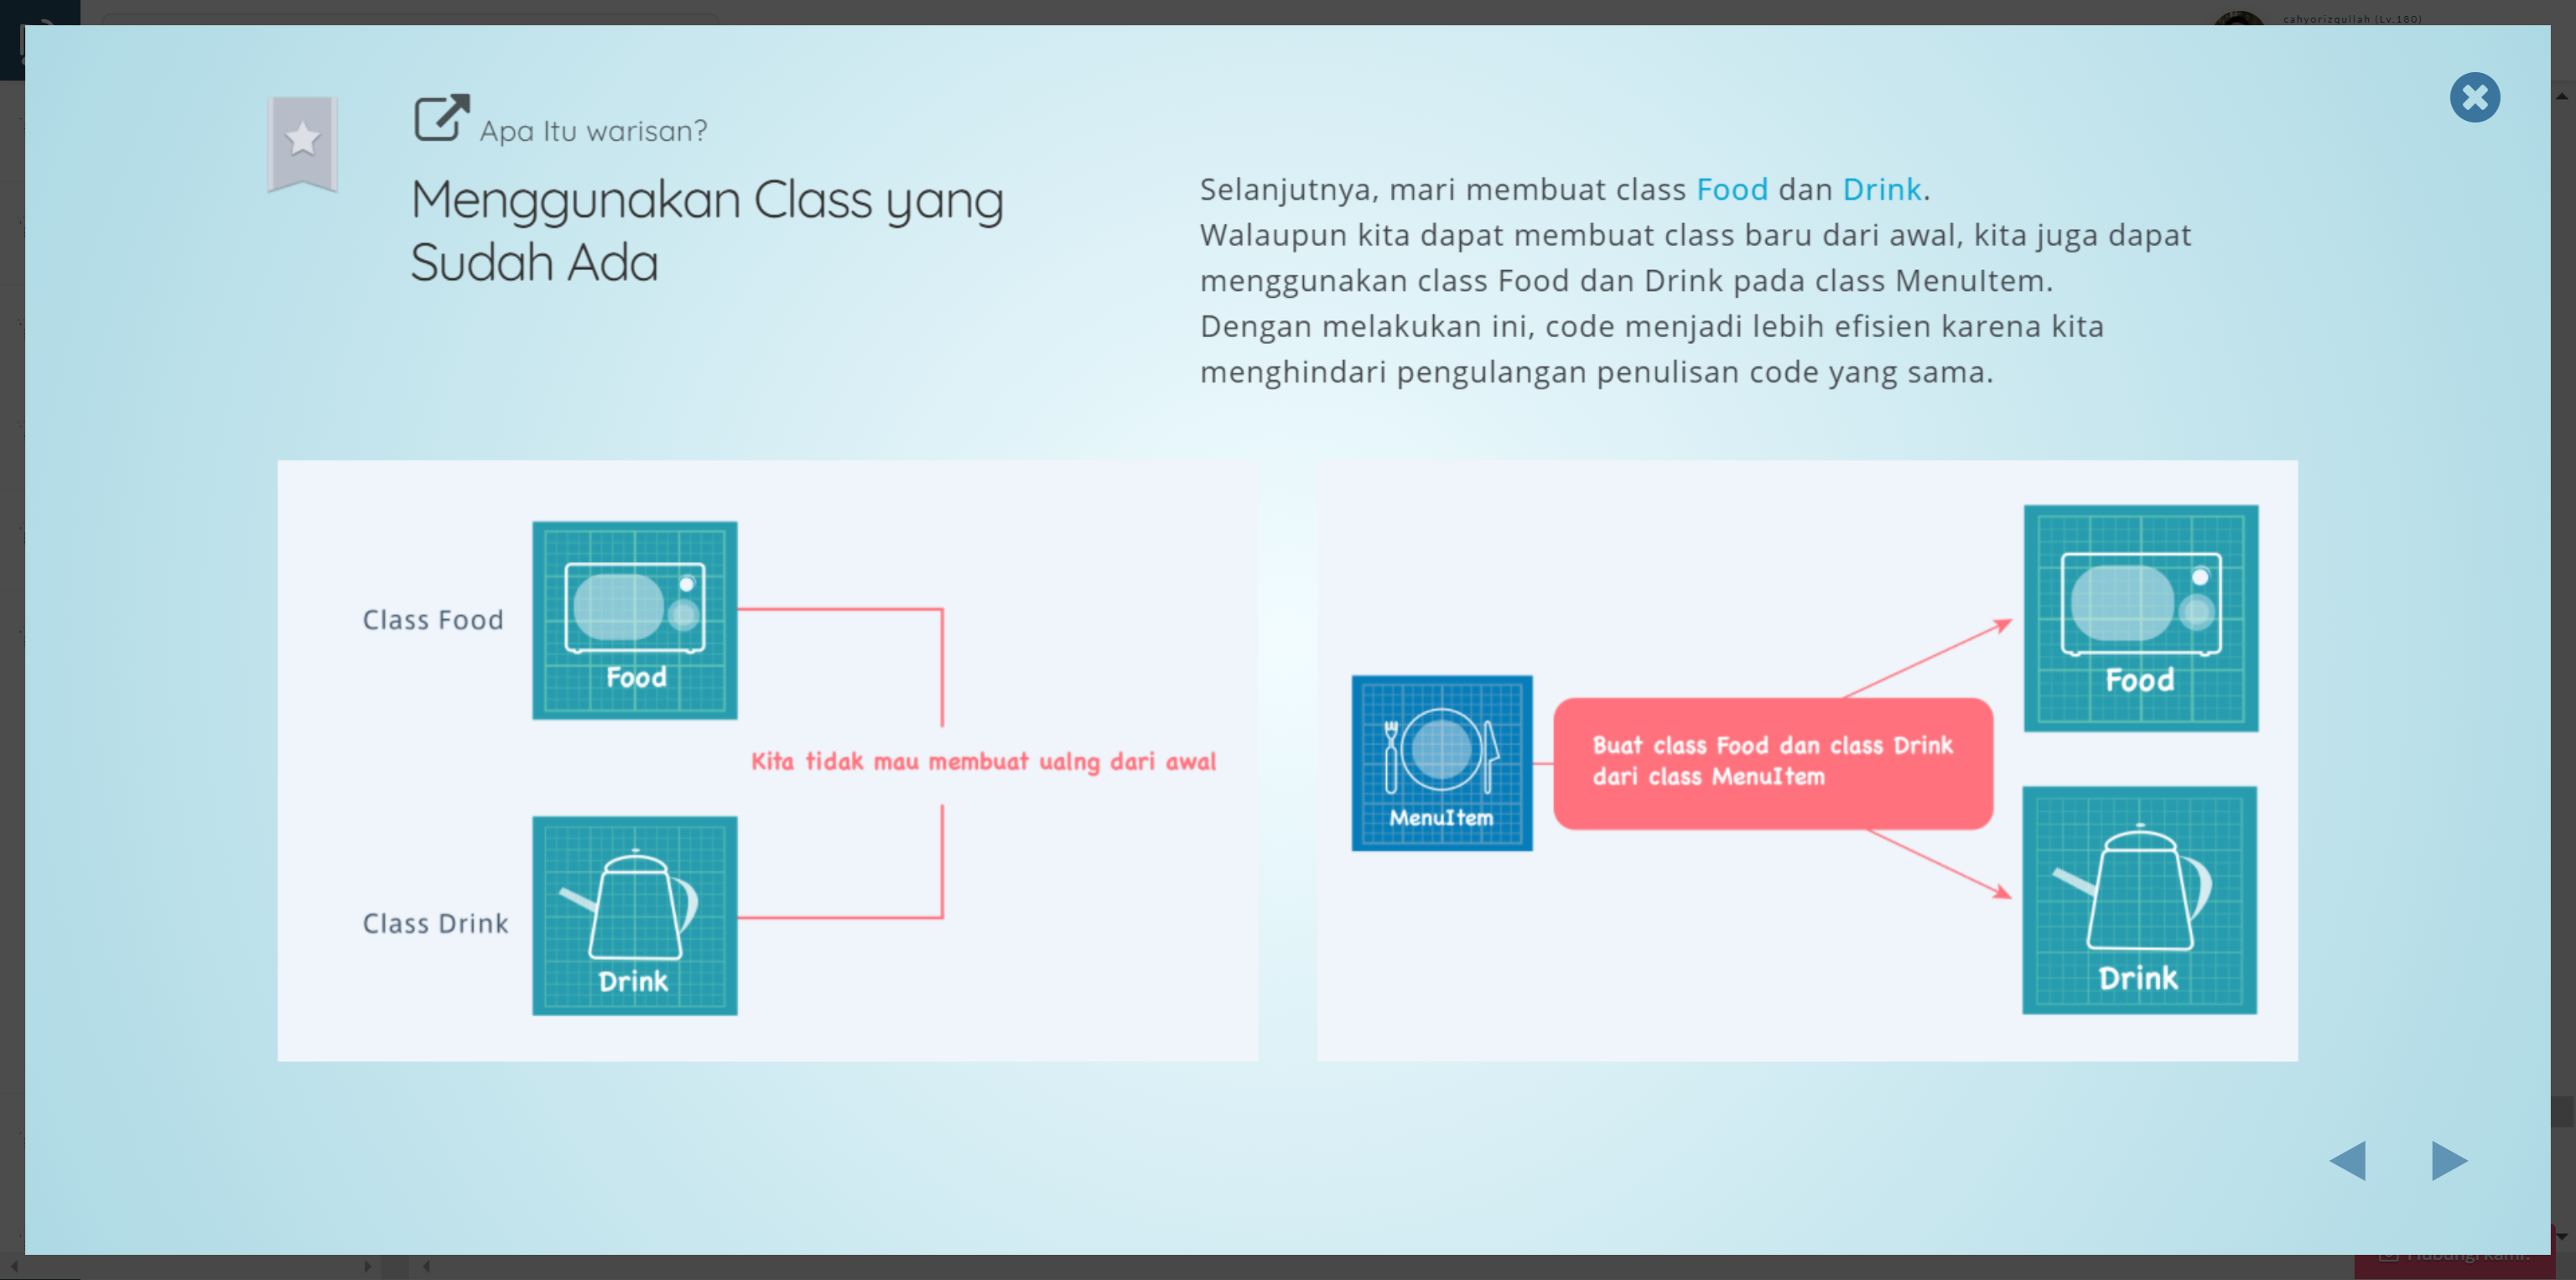 cahyorizqullah (Lv.180)
Apa Itu warisan?
Menggunakan Class yang
Sudah Ada
Selanjutnya, mari membuat class Food dan Drink.
Walaupun kita dapat membuat class baru dari awal, kita juga dapat
menggunakan class Food dan Drink pada class MenuItem.
Dengan melakukan ini, code menjadi lebih efisien karena kita
menghindari pengulangan penulisan code yang sama.
Class Food
Food
Kita tidak mau membuat ualng dari awal
Class Drink
Drink
MenuItem
Buat class Food dan class Drink
dari class MenuItem
Food
Drink